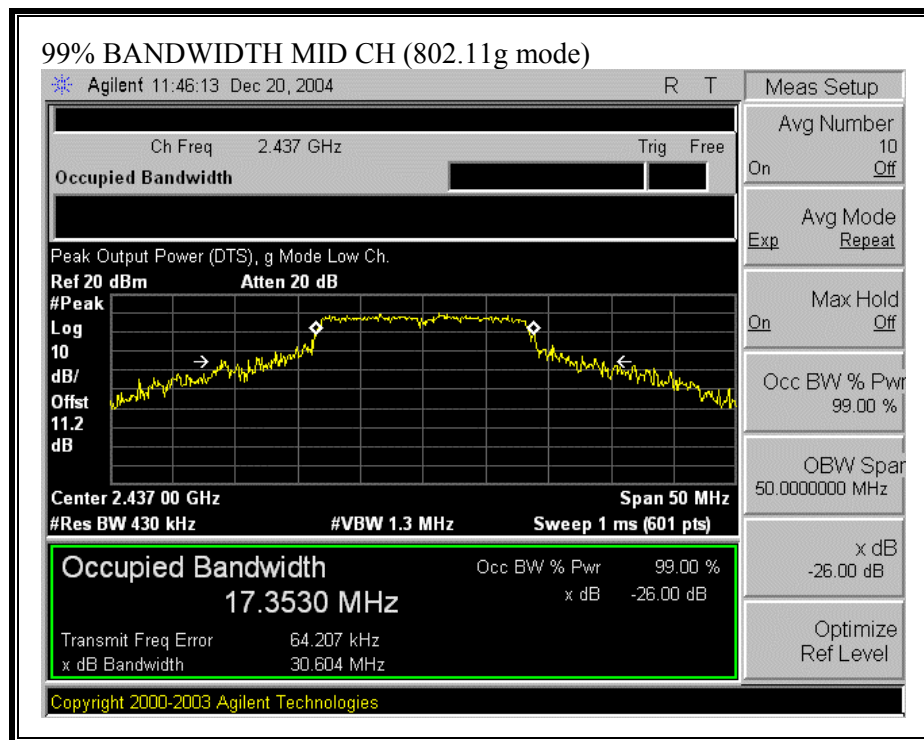 99% BANDWIDTH MID CH (802.11g mode)
Agilent 11:46:13 Dec 20, 2004 R T
Ch Freq 2.437 GHz Trig Free
Occupied Bandwidth
Peak Output Power (DTS), g Mode Low Ch.
Ref 20 dBm Atten 20 dB
#Peak
Log
10
dB/
Offst
11.2
dB
Center 2.437 00 GHz Span 50 MHz
#Res BW 430 kHz #VBW 1.3 MHz Sweep 1 ms (601 pts)
Occupied Bandwidth
17.3530 MHz
Occ BW % Pwr 99.00 %
x dB -26.00 dB
Transmit Freq Error 64.207 kHz
x dB Bandwidth 30.604 MHz
Copyright 2000-2003 Agilent Technologies
Meas Setup
Avg Number
10
On Off
Avg Mode
Exp Repeat
Max Hold
On Off
Occ BW % Pwr
99.00 %
OBW Span
50.0000000 MHz
x dB
-26.00 dB
Optimize
Ref Level